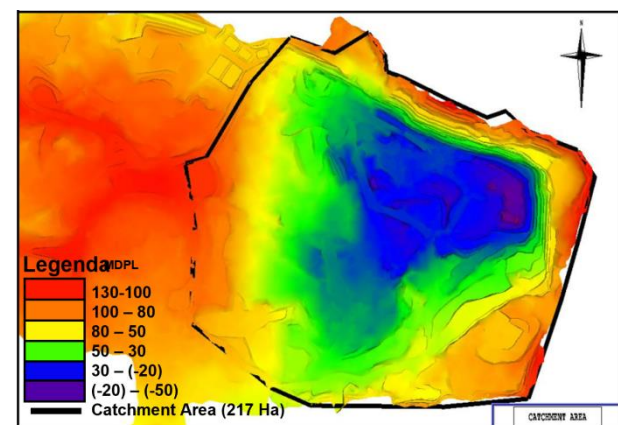 N
Legenda MDPL
130-100
100 – 80
80 – 50
50 – 30
30 – (-20)
(-20) – (-50)
Catchment Area (217 Ha)
CATCHMENT AREA